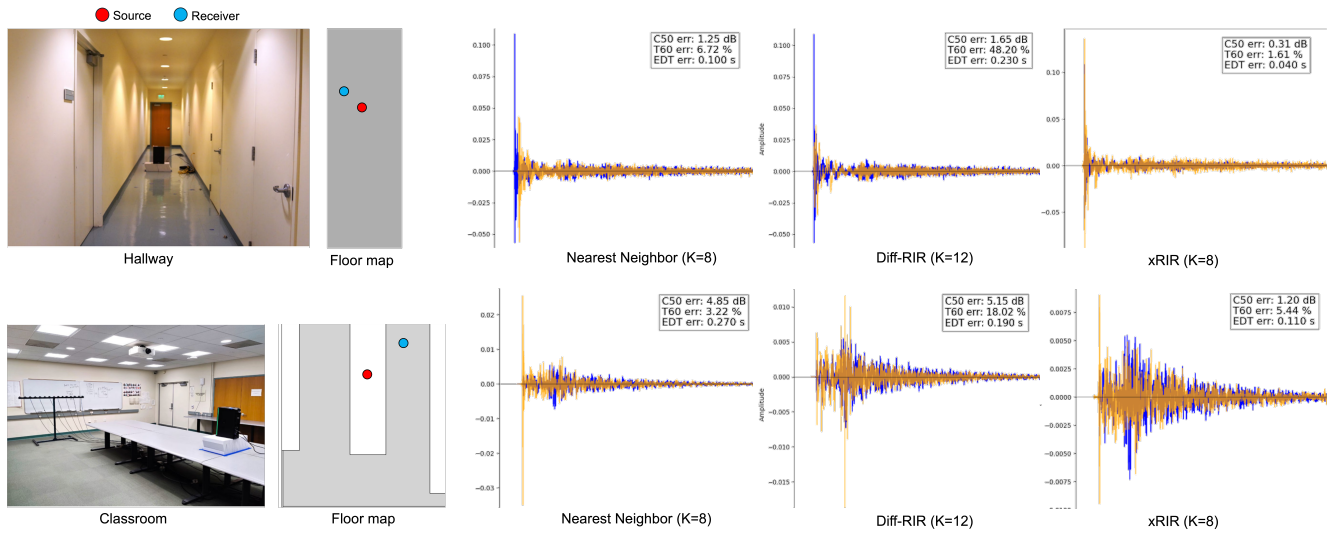 Source Receiver
C50 err: 1.25 dB
T60 err: 6.72 %
EDT err: 0.100 s
0.100
0.075
0.050
0.025
0.000
−0.025
−0.050
C50 err: 1.65 dB
T60 err: 48.20 %
EDT err: 0.230 s
0.100
0.075
0.050
0.025
0.000
−0.025
−0.050
Amplitude
C50 err: 0.31 dB
T60 err: 1.61 %
EDT err: 0.040 s
0.10
0.05
0.00
−0.05
Hallway
Floor map
Nearest Neighbor (K=8)
Diff-RIR (K=12)
xRIR (K=8)
C50 err: 4.85 dB
T60 err: 3.22 %
EDT err: 0.270 s
0.02
0.01
0.00
−0.01
−0.02
−0.03
C50 err: 5.15 dB
T60 err: 18.02 %
EDT err: 0.190 s
0.010
0.005
0.000
−0.005
−0.010
−0.015
Amplitude
C50 err: 1.20 dB
T60 err: 5.44 %
EDT err: 0.110 s
0.0075
0.0050
0.0025
0.0000
−0.0025
−0.0050
−0.0075
Classroom
Floor map
Nearest Neighbor (K=8)
Diff-RIR (K=12)
xRIR (K=8)